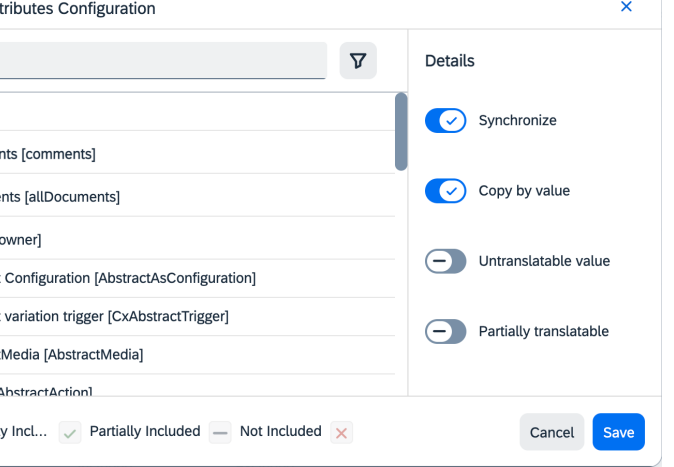 tributes Configuration
Details
Synchronize
nts [comments]
Copy by value
ents [allDocuments]
owner]
Untranslatable value
Configuration [AbstractAsConfiguration]
variation trigger [CxAbstractTrigger]
Partially translatable
Media [AbstractMedia]
AbstractAction]
y Incl... Partially Included Not Included
Cancel Save